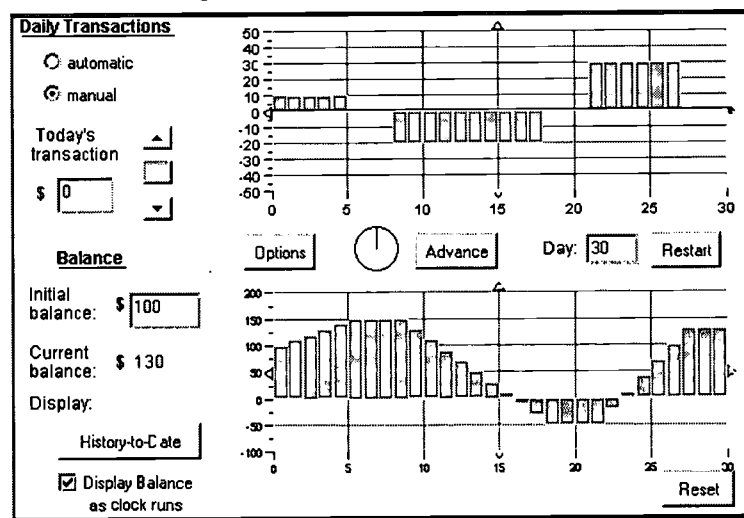 Daily Transactions
automatic
manual
Today's
transaction
$ 0
50
40
30
20
10
0
-10
-20
-30
-40
-50
0 5 10 15 20 25 30
Options
Advance
Day: 30
Restart
Balance
Initial
balance: $ 100
Current
balance: $ 130
Display:
History-to-Date
Display Balance
as clock runs
200
150
100
50
0
-50
-100
0 5 10 15 20 25 30
Reset